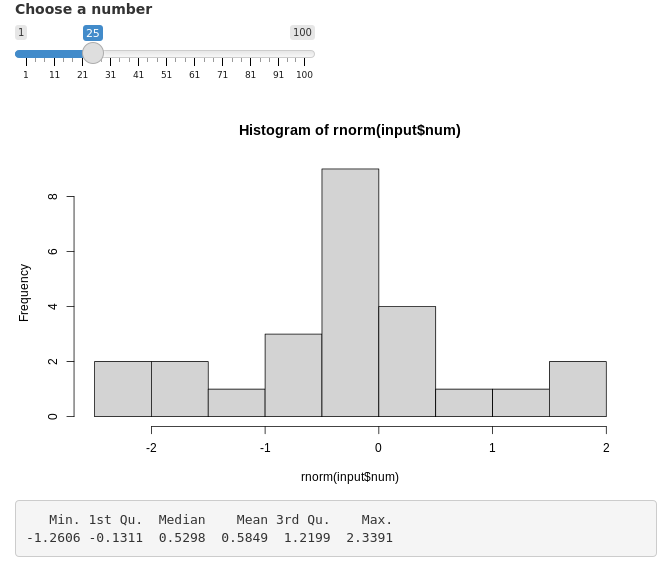 Choose a number
1 25 100
1 11 21 31 41 51 61 71 81 91 100
Histogram of rnorm(input$num)
Frequency
8
6
4
2
0
-2 -1 0 1 2
rnorm(input$num)
Min. 1st Qu. Median Mean 3rd Qu. Max.
-1.2606 -0.1311 0.5298 0.5849 1.2199 2.3391